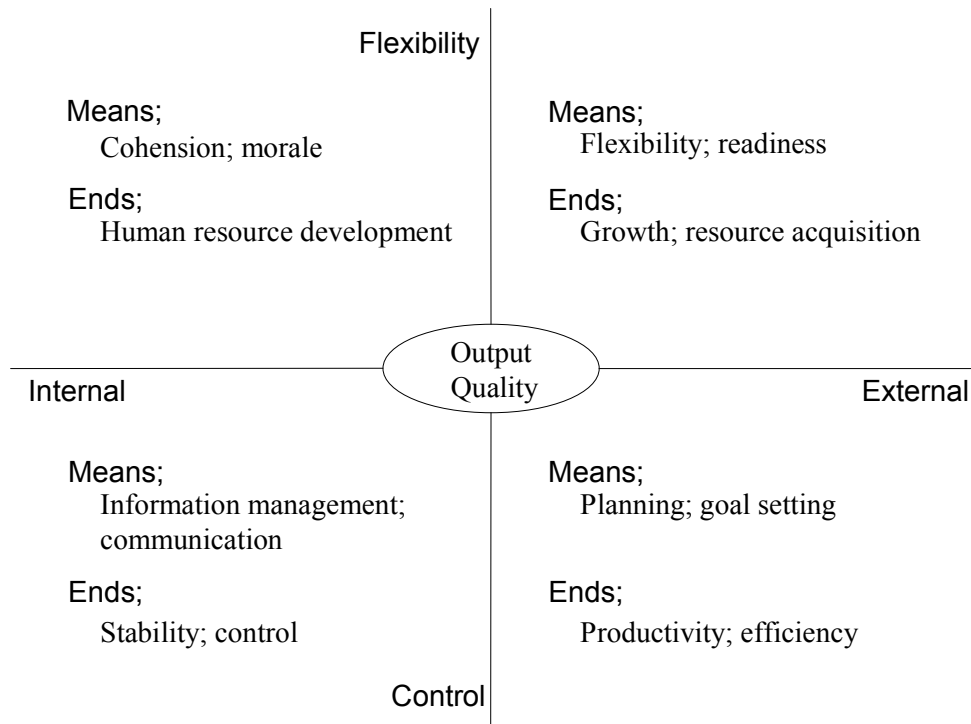 Flexibility
Means;
Cohension; morale
Ends;
Human resource development
Means;
Flexibility; readiness
Ends;
Growth; resource acquisition
Output
Quality
Internal
External
Means;
Information management;
communication
Ends;
Stability; control
Means;
Planning; goal setting
Ends;
Productivity; efficiency
Control